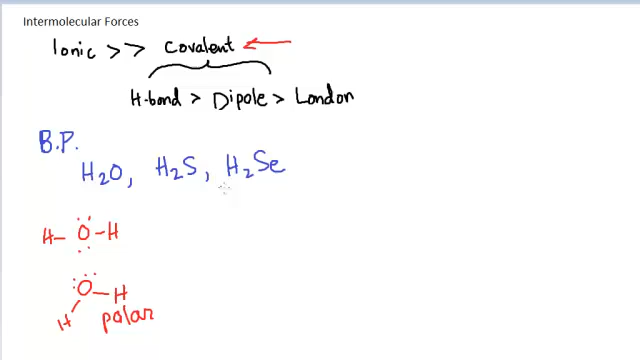 Intermolecular Forces
Ionic >> Covalent
H-bond > Dipole > London
B.P.
H₂O, H₂S, H₂Se
H–O–H
O–H
H
polar